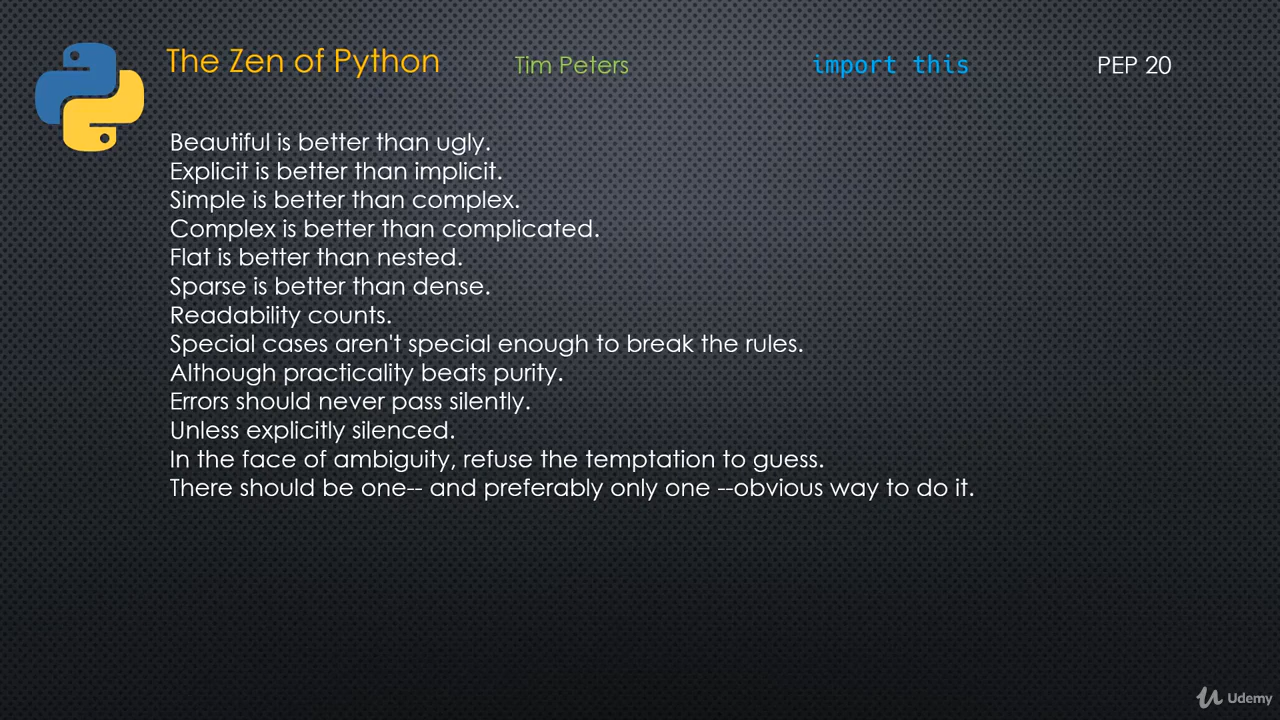 The Zen of Python Tim Peters import this PEP 20
Beautiful is better than ugly.
Explicit is better than implicit.
Simple is better than complex.
Complex is better than complicated.
Flat is better than nested.
Sparse is better than dense.
Readability counts.
Special cases aren't special enough to break the rules.
Although practicality beats purity.
Errors should never pass silently.
Unless explicitly silenced.
In the face of ambiguity, refuse the temptation to guess.
There should be one-- and preferably only one --obvious way to do it.
Udemy